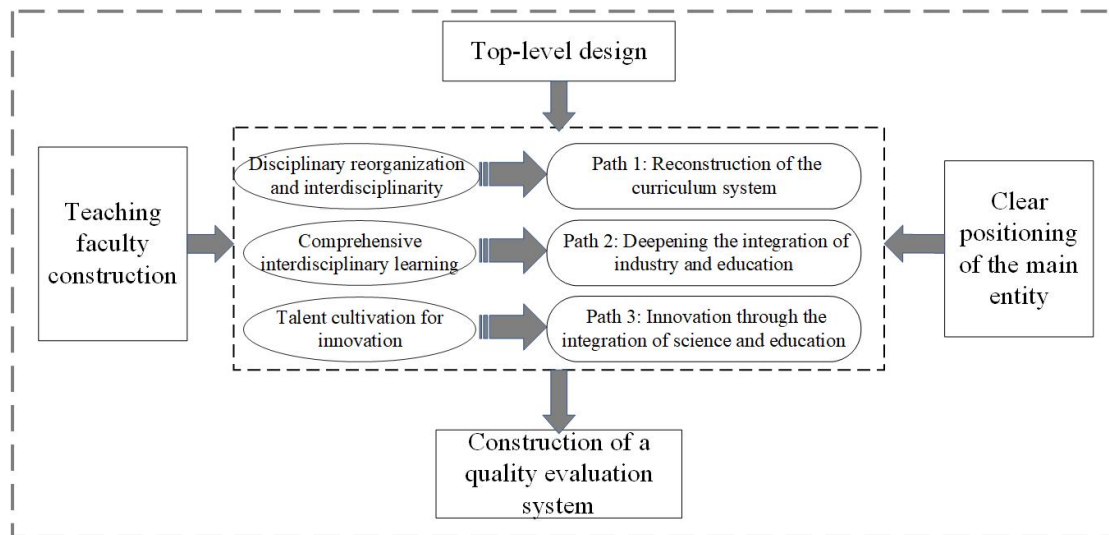 Top-level design
Teaching
faculty
construction
Disciplinary reorganization
and interdisciplinarity
Path 1: Reconstruction of the
curriculum system
Comprehensive
interdisciplinary learning
Path 2: Deepening the integration of
industry and education
Talent cultivation for
innovation
Path 3: Innovation through the
integration of science and education
Clear
positioning
of the main
entity
Construction of a
quality evaluation
system